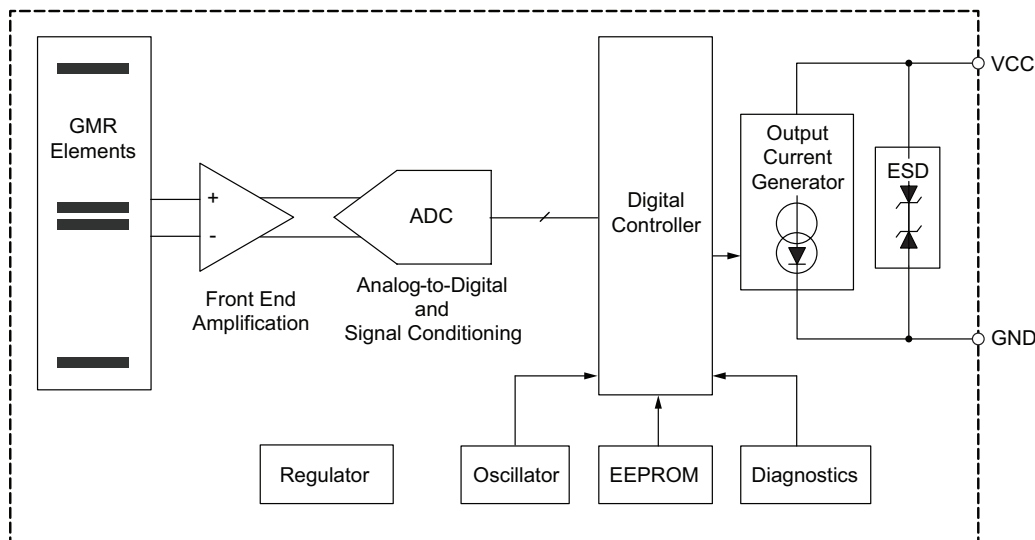 GMR
Elements
+
-
Front End
Amplification
ADC
Analog-to-Digital
and
Signal Conditioning
Digital
Controller
Output
Current
Generator
ESD
VCC
GND
Regulator
Oscillator
EEPROM
Diagnostics